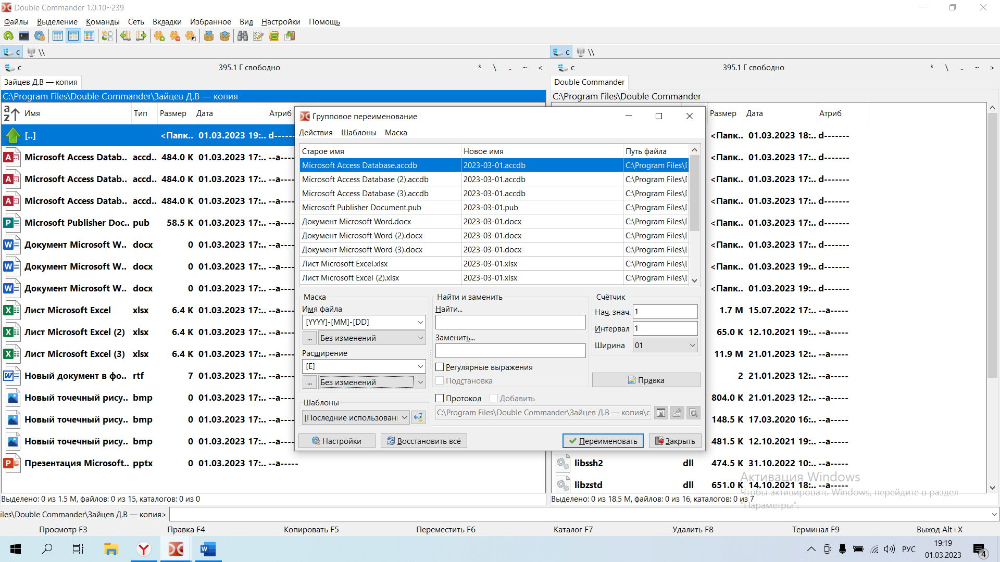 Double Commander 1.0.10~239
Файлы Выделение Команды Сеть Вкладки Избранное Вид Настройки Помощь
c \\
c \\
c 395.1 Г свободно * \ .. ~ <
c 395.1 Г свободно * \ .. ~ >
Зайцев Д.В — копия
Double Commander
C:\Program Files\Double Commander\Зайцев Д.В — копия
C:\Program Files\Double Commander
Имя Тип Размер Дата Атриб
[..] <Папк.. 01.03.2023 19:.. d------
Microsoft Access Datab.. accd.. 484.0 K 01.03.2023 17:.. --a----
Microsoft Access Datab.. accd.. 484.0 K 01.03.2023 17:.. --a----
Microsoft Access Datab.. accd.. 484.0 K 01.03.2023 17:.. --a----
Microsoft Publisher Doc.. pub 58.5 K 01.03.2023 17:.. --a----
Документ Microsoft W.. docx 0 01.03.2023 17:.. --a----
Документ Microsoft W.. docx 0 01.03.2023 17:.. --a----
Документ Microsoft W.. docx 0 01.03.2023 17:.. --a----
Лист Microsoft Excel xlsx 6.4 K 01.03.2023 17:.. --a----
Лист Microsoft Excel (2) xlsx 6.4 K 01.03.2023 17:.. --a----
Лист Microsoft Excel (3) xlsx 6.4 K 01.03.2023 17:.. --a----
Новый документ в фо.. rtf 7 01.03.2023 17:.. --a----
Новый точечный рису.. bmp 0 01.03.2023 17:.. --a----
Новый точечный рису.. bmp 0 01.03.2023 17:.. --a----
Новый точечный рису.. bmp 0 01.03.2023 17:.. --a----
Презентация Microsoft.. pptx 0 01.03.2023 17:.. --a-----
Выделено: 0 из 1.5 M, файлов: 0 из 15, каталогов: 0 из 0
Групповое переименование
Действия Шаблоны Маска
Старое имя Новое имя Путь файла
Microsoft Access Database.accdb 2023-03-01.accdb C:\Program Files\[
Microsoft Access Database (2).accdb 2023-03-01.accdb C:\Program Files\[
Microsoft Access Database (3).accdb 2023-03-01.accdb C:\Program Files\[
Microsoft Publisher Document.pub 2023-03-01.pub C:\Program Files\[
Документ Microsoft Word.docx 2023-03-01.docx C:\Program Files\[
Документ Microsoft Word (2).docx 2023-03-01.docx C:\Program Files\[
Документ Microsoft Word (3).docx 2023-03-01.docx C:\Program Files\[
Лист Microsoft Excel.xlsx 2023-03-01.xlsx C:\Program Files\[
Лист Microsoft Excel (2).xlsx 2023-03-01.xlsx C:\Program Files\[
Маска
Имя файла
[YYYY]-[MM]-[DD]
... Без изменений
Расширение
[E]
... Без изменений
Шаблоны
[Последние использован
Найти и заменить
Найти...
Заменить...
Регулярные выражения
Подстановка
Протокол Добавить
C:\Program Files\Double Commander\Зайцев Д.В — копия\c
Счётчик
Нач. знач. 1
Интервал 1
Ширина 01
Правка
Настройки Восстановить всё Переименовать Закрыть
Размер Дата Атриб
<Папк.. 01.03.2023 18:.. d-------
<Папк.. 01.03.2023 17:.. d-------
<Папк.. 01.03.2023 17:.. d-------
<Папк.. 01.03.2023 17:.. d-------
<Папк.. 01.03.2023 17:.. d-------
<Папк.. 01.03.2023 17:.. d-------
<Папк.. 01.03.2023 19:.. d-------
<Папк.. 01.03.2023 19:.. d-------
1.7 M 15.07.2022 17:.. --a-----
65.0 K 12.10.2021 19:.. --a-----
11.9 M 21.01.2023 12:.. --a-----
2 21.01.2023 12:.. --a-----
804.0 K 21.01.2023 12:.. --a-----
148.5 K 17.03.2020 16:.. --a-----
481.5 K 12.10.2021 19:.. --a-----
libssh2 dll 474.5 K 31.10.2022 10:.. --a-----
libzstd dll 651.0 K 14.10.2021 18:.. --a-----
Выделено: 0 из 18.5 M, файлов: 0 из 16, каталогов: 0 из 7
Активация Windows
Чтобы активировать Windows, перейдите в раздел
"Параметры".
iles\Double Commander\Зайцев Д.В — копия>
Просмотр F3 Правка F4 Копировать F5 Переместить F6 Каталог F7 Удалить F8 Терминал F9 Выход Alt+X
РУС
19:19
01.03.2023
4